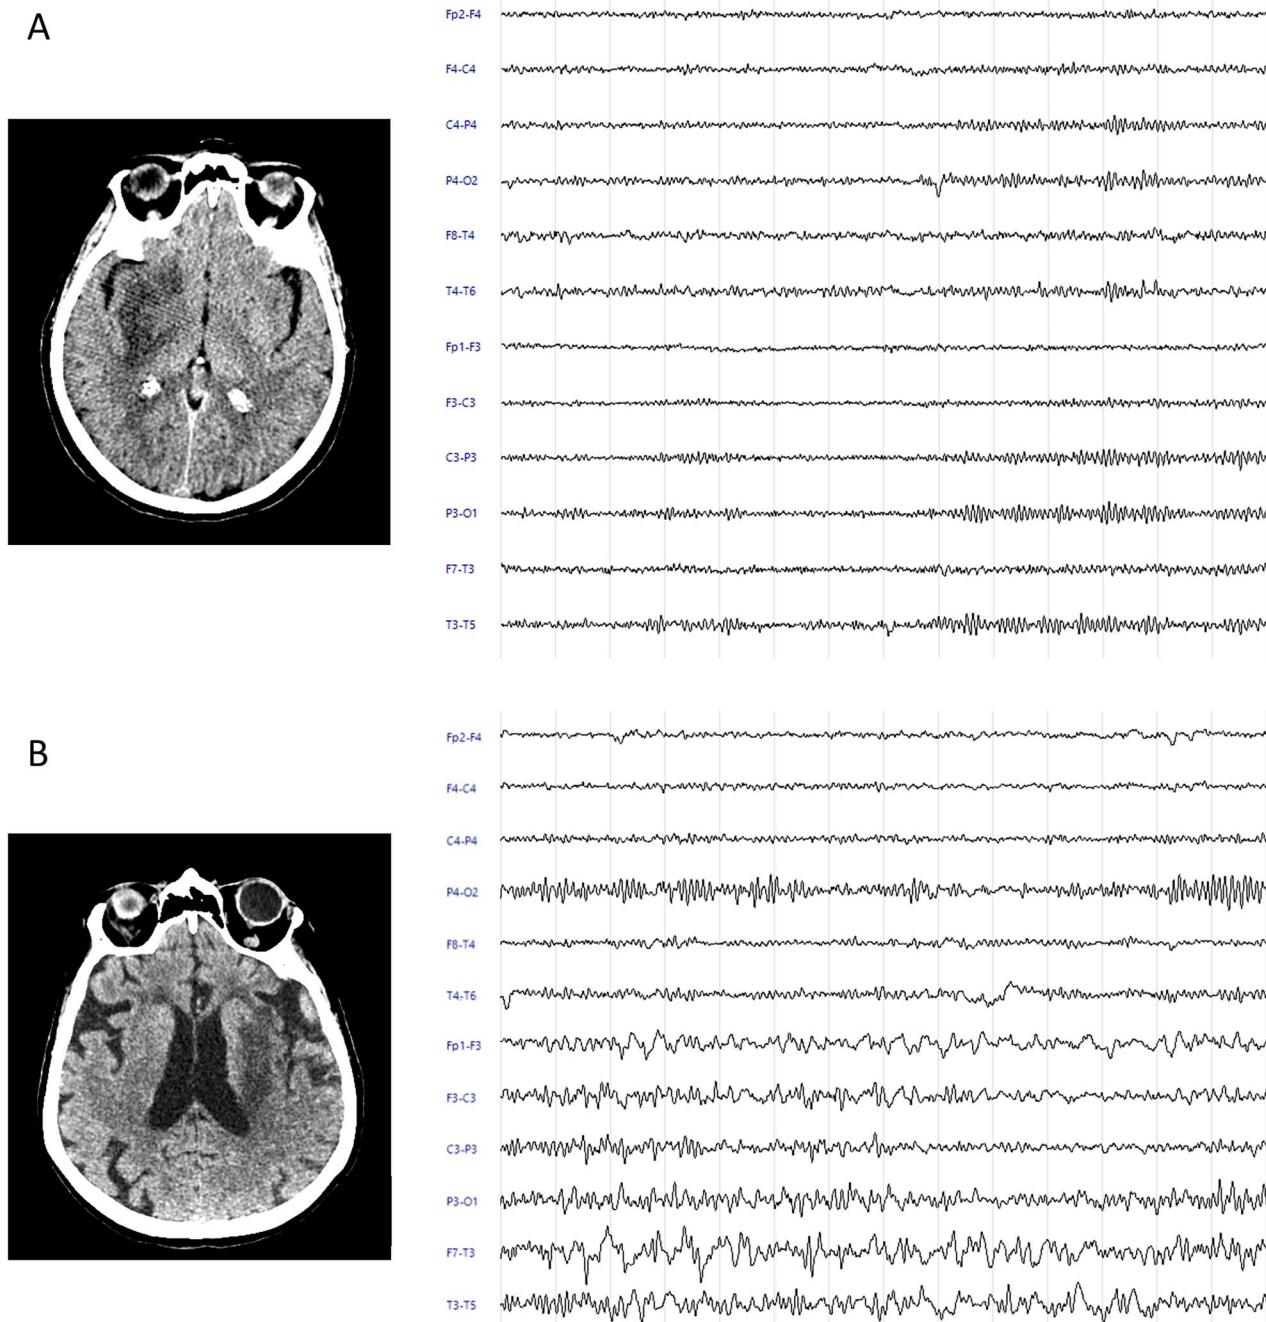 A
Fp2-F4
F4-C4
C4-P4
P4-O2
F8-T4
T4-T6
Fp1-F3
F3-C3
C3-P3
P3-O1
F7-T3
T3-T5
B
Fp2-F4
F4-C4
C4-P4
P4-O2
F8-T4
T4-T6
Fp1-F3
F3-C3
C3-P3
P3-O1
F7-T3
T3-T5